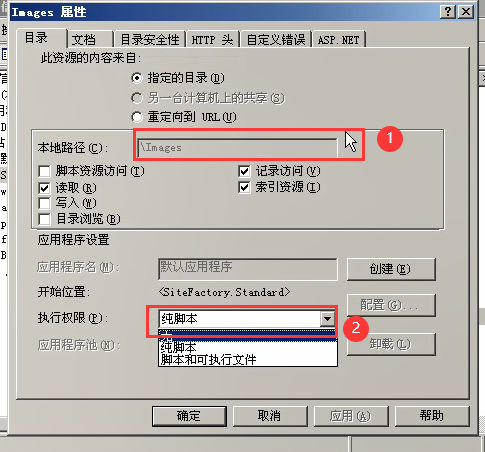 Images 属性
目录 文档 目录安全性 HTTP 头 自定义错误 ASP.NET
此资源的内容来自:
指定的目录(D)
另一台计算机上的共享(S)
重定向到 URL(U)
本地路径(C): \Images 1
脚本资源访问(T) 记录访问(V)
读取(R) 索引资源(I)
写入(W)
目录浏览(B)
应用程序设置
应用程序名(M): 默认应用程序 创建(E)
开始位置: <SiteFactory.Standard>
配置(G)...
执行权限(P): 纯脚本 2
无
纯脚本
应用程序池(N): 卸载(L)
脚本和可执行文件
确定 取消 应用(A) 帮助